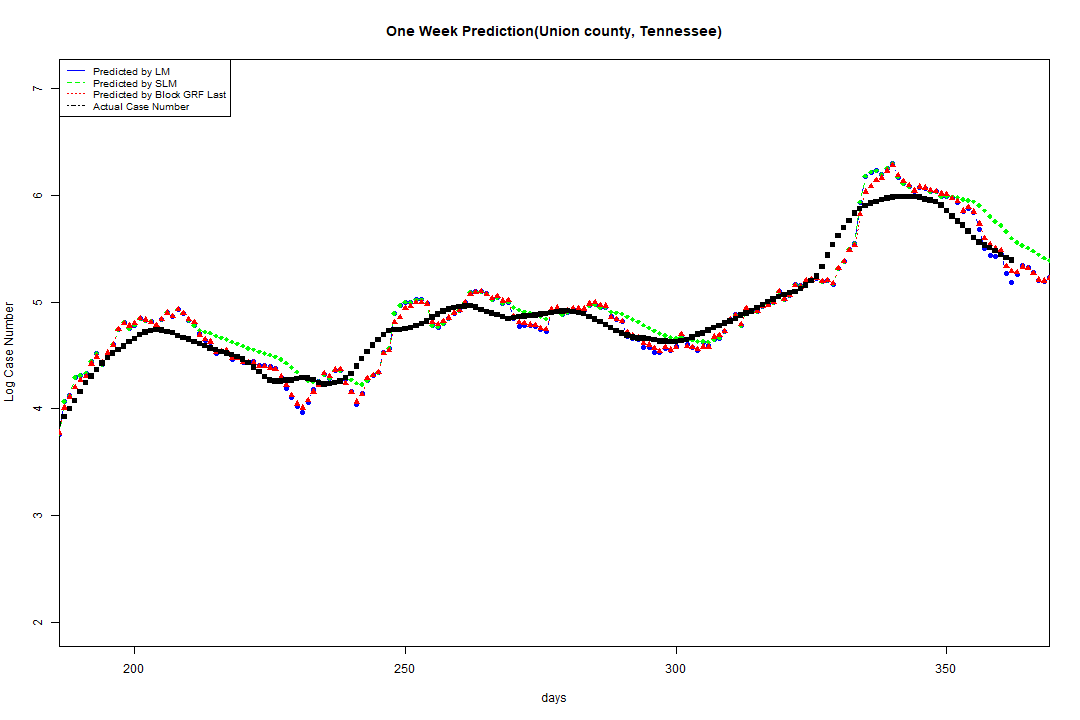 One Week Prediction(Union county, Tennessee)
Predicted by LM
Predicted by SLM
Predicted by Block GRF Last
Actual Case Number
7
6
5
4
3
2
Log Case Number
200 250 300 350
days